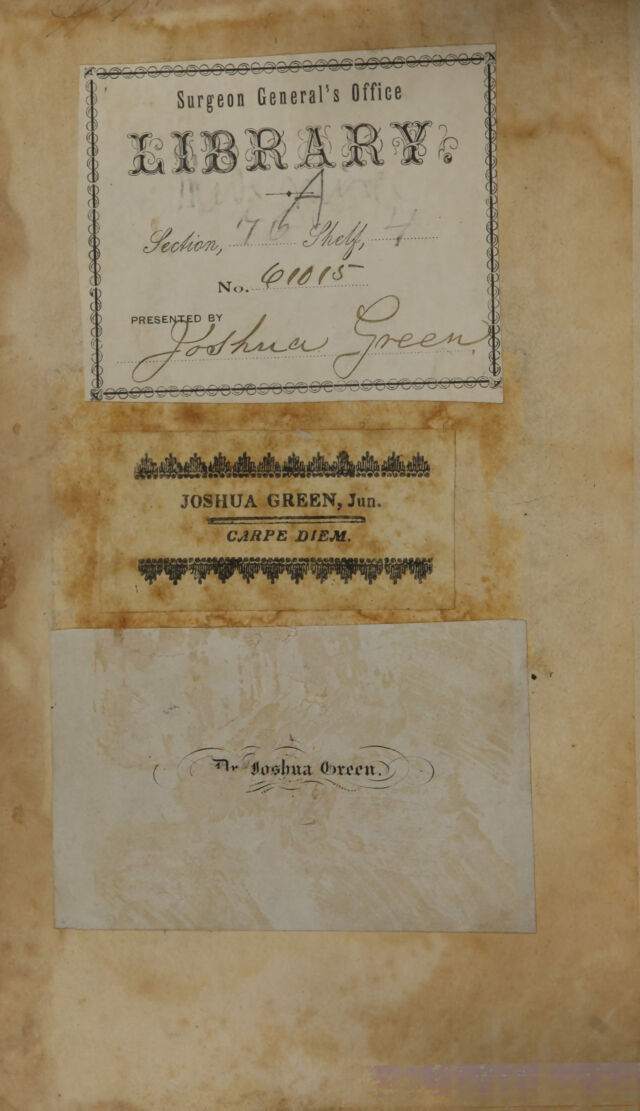 Surgeon General's Office
LIBRARY.
A
Section, 76 Shelf, 4
No. 61015
PRESENTED BY
Joshua Green.
JOSHUA GREEN, Jun.
CARPE DIEM.
Dr Joshua Green.